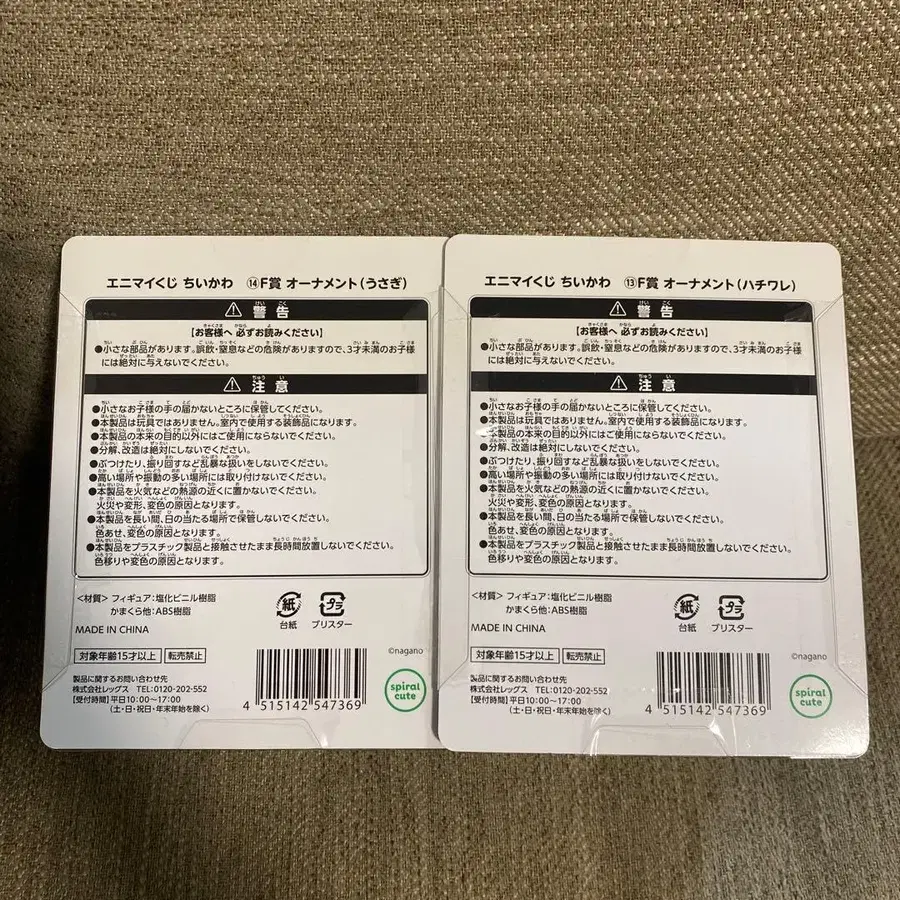 エニマイくじ ちいかわ ⑭F賞 オーナメント(うさぎ)
⚠ 警告
【お客様へ 必ずお読みください】
●小さな部品があります。誤飲・窒息などの危険がありますので、3才未満のお子様
には絶対に与えないでください。
⚠ 注意
●小さなお子様の手の届かないところに保管してください。
●本製品は玩具ではありません。室内で使用する装飾品になります。
●本製品の本来の目的以外にはご使用にならないでください。
●分解、改造は絶対にしないでください。
●ぶつけたり、振り回すなど乱暴な扱いをしないでください。
●高い場所や振動の多い場所には取り付けないでください。
●本製品を火気などの熱源の近くに置かないでください。
火災や変形、変色の原因となります。
●本製品を長い間、日の当たる場所で保管しないでください。
色あせ、変色の原因となります。
●本製品をプラスチック製品と接触させたまま長時間放置しないでください。
色移りや変色の原因となります。
<材質> フィギュア:塩化ビニル樹脂
かまくら他:ABS樹脂
MADE IN CHINA
紙 プラ
台紙 ブリスター
©nagano
対象年齢15才以上 転売禁止
製品に関するお問い合わせ先
株式会社レッグス TEL:0120-202-552
【受付時間】平日10:00〜17:00
(土・日・祝日・年末年始を除く)
4 515142 547369
spiral
cute
エニマイくじ ちいかわ ⑬F賞 オーナメント(ハチワレ)
⚠ 警告
【お客様へ 必ずお読みください】
●小さな部品があります。誤飲・窒息などの危険がありますので、3才未満のお子様
には絶対に与えないでください。
⚠ 注意
●小さなお子様の手の届かないところに保管してください。
●本製品は玩具ではありません。室内で使用する装飾品になります。
●本製品の本来の目的以外にはご使用にならないでください。
●分解、改造は絶対にしないでください。
●ぶつけたり、振り回すなど乱暴な扱いをしないでください。
●高い場所や振動の多い場所には取り付けないでください。
●本製品を火気などの熱源の近くに置かないでください。
火災や変形、変色の原因となります。
●本製品を長い間、日の当たる場所で保管しないでください。
色あせ、変色の原因となります。
●本製品をプラスチック製品と接触させたまま長時間放置しないでください。
色移りや変色の原因となります。
<材質> フィギュア:塩化ビニル樹脂
かまくら他:ABS樹脂
MADE IN CHINA
紙 プラ
台紙 ブリスター
©nagano
対象年齢15才以上 転売禁止
製品に関するお問い合わせ先
株式会社レッグス TEL:0120-202-552
【受付時間】平日10:00〜17:00
(土・日・祝日・年末年始を除く)
4 515142 547369
spiral
cute